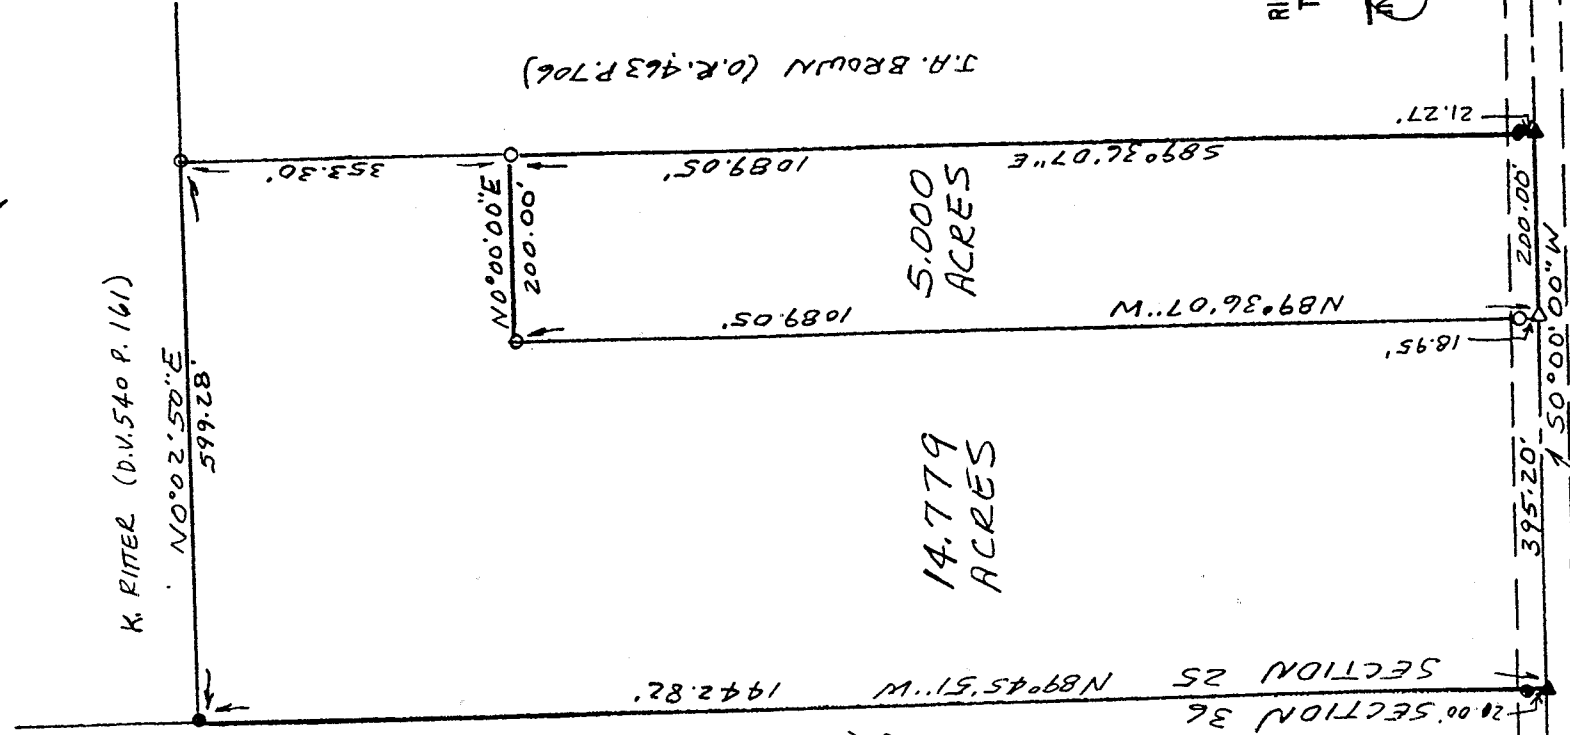 J.A. BROWN (O.R. 463 P.706)
21.27'
353.30'
1089.05'
S89°36'07"E
N0°00'00"E
200.00'
5.000
ACRES
200.00'
S0°00'00"W
1089.05'
N89°36'07"W
18.95'
K. RITTER (D.V. 540 P. 161)
N0°02'50"E
599.28'
14.779
ACRES
395.20'
1442.82'
N89°45'51"W
SECTION 25
SECTION 36
20.00'
RI
T